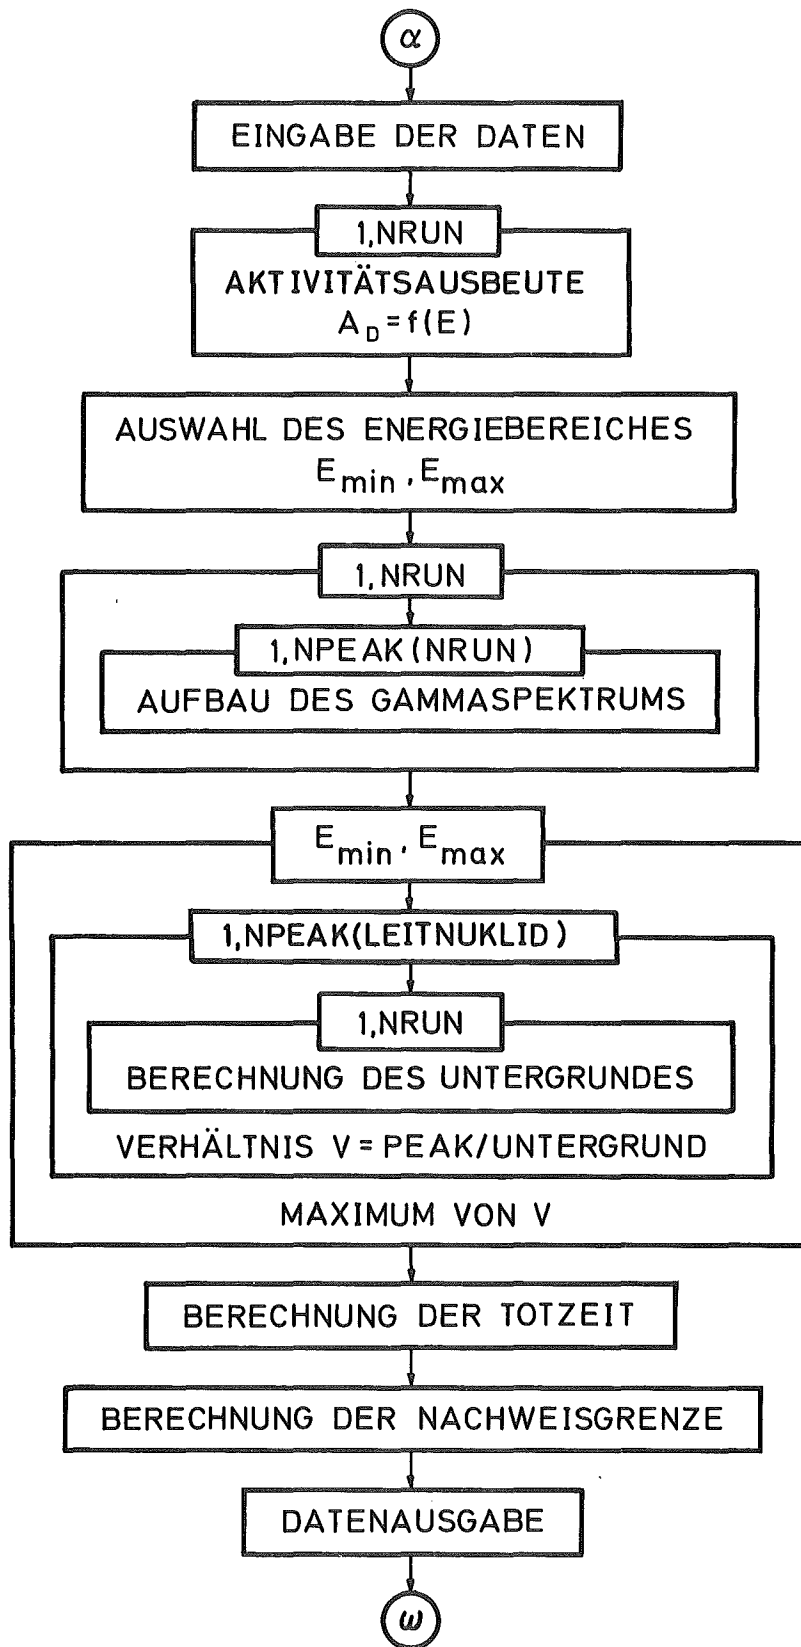 α
EINGABE DER DATEN
1,NRUN
AKTIVITÄTSAUSBEUTE
A_D = f(E)
AUSWAHL DES ENERGIEBEREICHES
E_min, E_max
1,NRUN
1,NPEAK(NRUN)
AUFBAU DES GAMMASPEKTRUMS
E_min, E_max
1,NPEAK(LEITNUKLID)
1,NRUN
BERECHNUNG DES UNTERGRUNDES
VERHÄLTNIS V = PEAK/UNTERGRUND
MAXIMUM VON V
BERECHNUNG DER TOTZEIT
BERECHNUNG DER NACHWEISGRENZE
DATENAUSGABE
ω